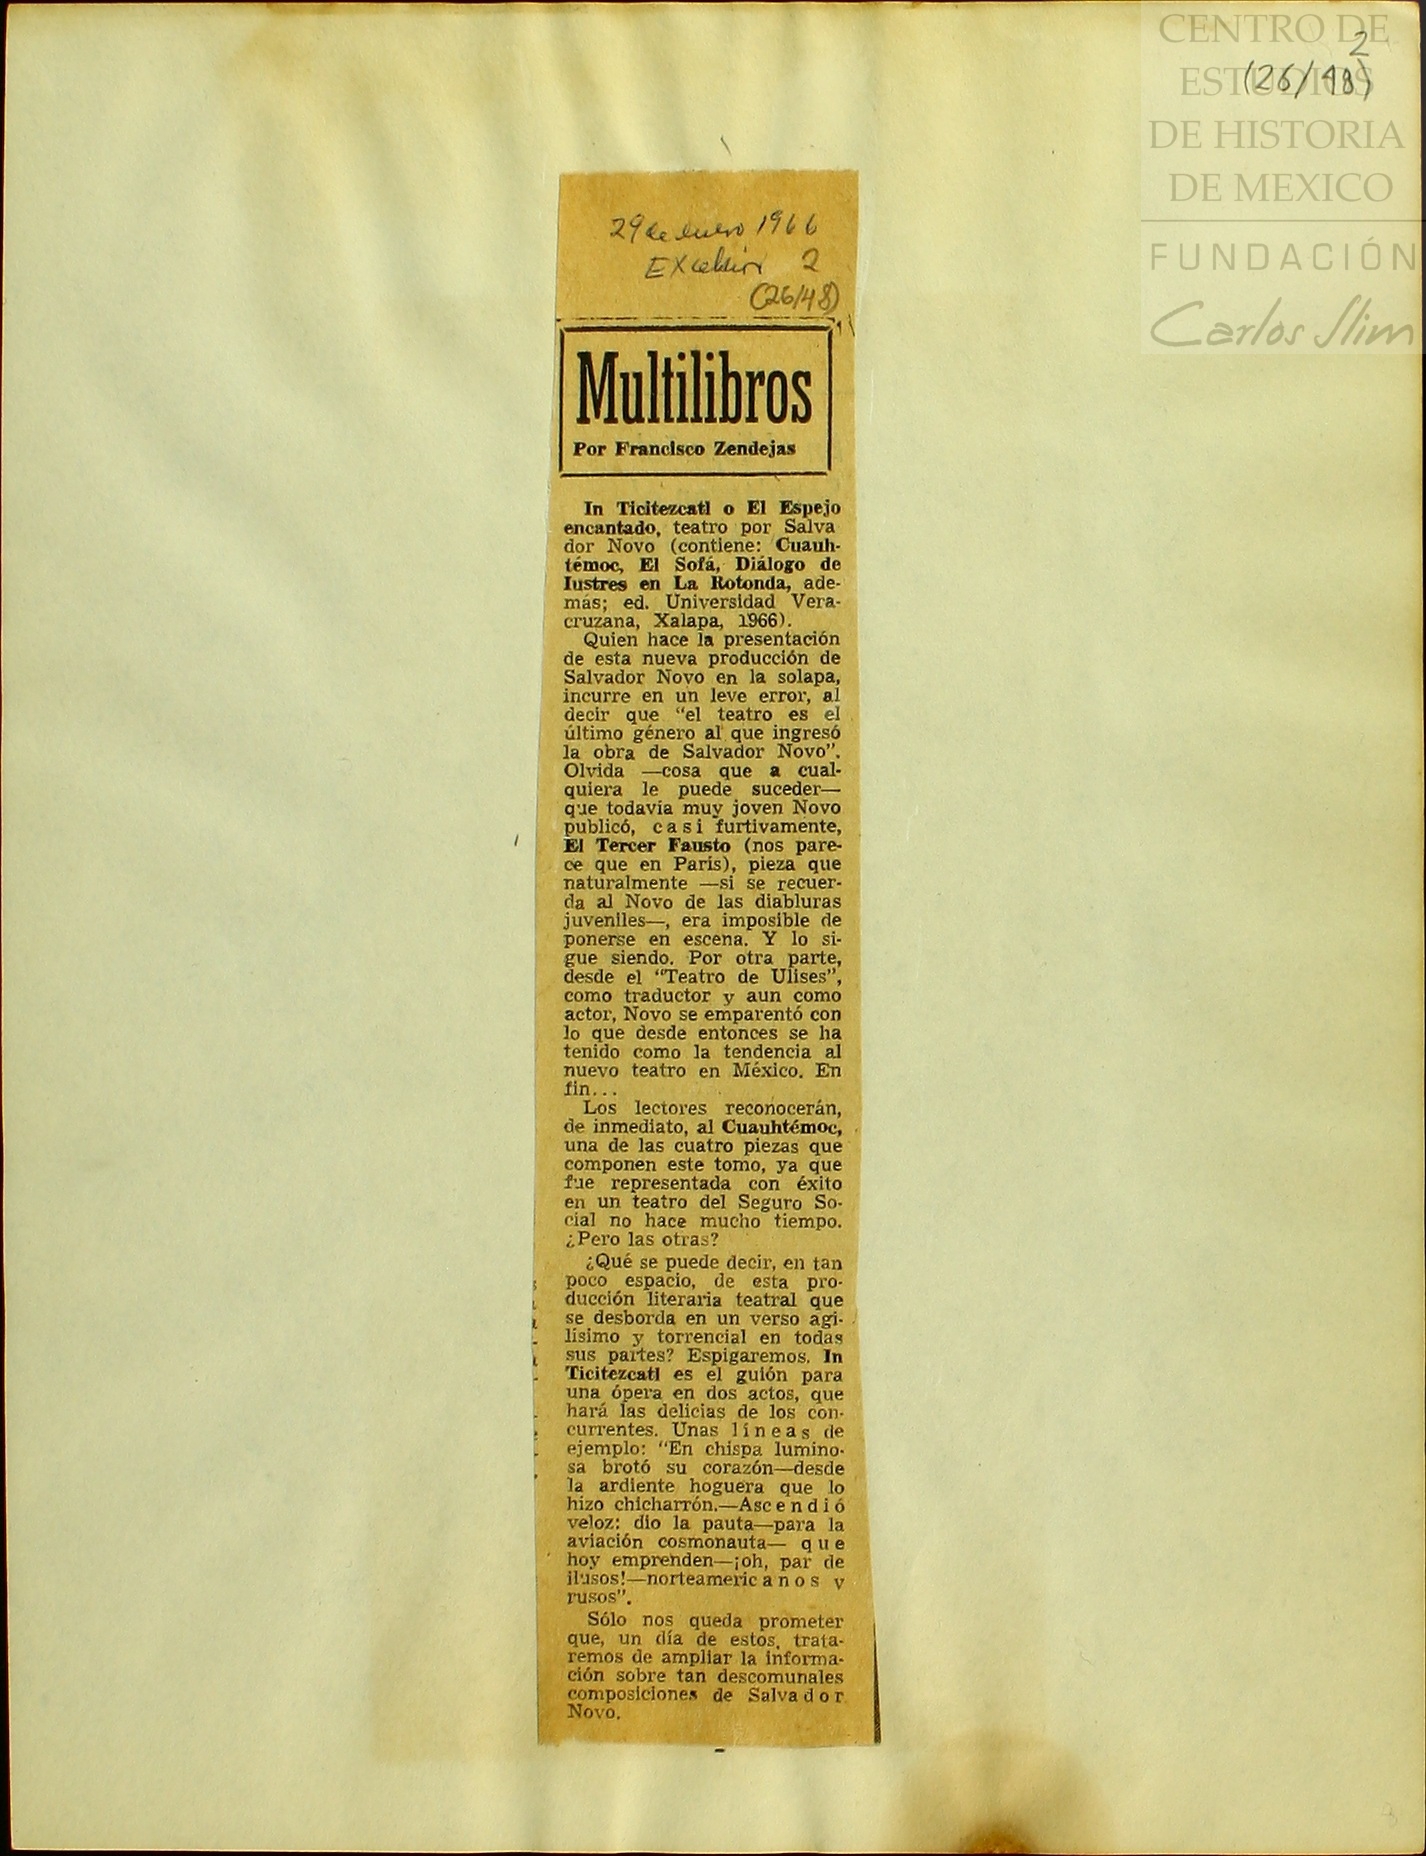 CENTRO DE
ESTUDIOS
DE HISTORIA
DE MEXICO
FUNDACIÓN
Carlos Slim
2
(26/48)
29 de enero 1966
Excelsior 2
(26/48)
Multilibros
Por Francisco Zendejas
In Ticitezcatl o El Espejo
encantado, teatro por Salva
dor Novo (contiene: Cuauh-
témoc, El Sofá, Diálogo de
Iustres en La Rotonda, ade-
más; ed. Universidad Vera-
cruzana, Xalapa, 1966).
Quien hace la presentación
de esta nueva producción de
Salvador Novo en la solapa,
incurre en un leve error, al
decir que "el teatro es el
último género al que ingresó
la obra de Salvador Novo".
Olvida —cosa que a cual-
quiera le puede suceder—
que todavía muy joven Novo
publicó, casi furtivamente,
El Tercer Fausto (nos pare-
ce que en París), pieza que
naturalmente —si se recuer-
da al Novo de las diabluras
juveniles—, era imposible de
ponerse en escena. Y lo si-
gue siendo. Por otra parte,
desde el "Teatro de Ulises",
como traductor y aun como
actor, Novo se emparentó con
lo que desde entonces se ha
tenido como la tendencia al
nuevo teatro en México. En
fin...
Los lectores reconocerán,
de inmediato, al Cuauhtémoc,
una de las cuatro piezas que
componen este tomo, ya que
fue representada con éxito
en un teatro del Seguro So-
cial no hace mucho tiempo.
¿Pero las otras?
¿Qué se puede decir, en tan
poco espacio, de esta pro-
ducción literaria teatral que
se desborda en un verso agi-
lísimo y torrencial en todas
sus partes? Espigaremos. In
Ticitezcatl es el guión para
una ópera en dos actos, que
hará las delicias de los con-
currentes. Unas líneas de
ejemplo: "En chispa lumino-
sa brotó su corazón—desde
la ardiente hoguera que lo
hizo chicharrón.—Ascendió
veloz: dio la pauta—para la
aviación cosmonauta— que
hoy emprenden—¡oh, par de
ilusos!—norteamericanos y
rusos".
Sólo nos queda prometer
que, un día de estos, trata-
remos de ampliar la informa-
ción sobre tan descomunales
composiciones de Salvador
Novo.